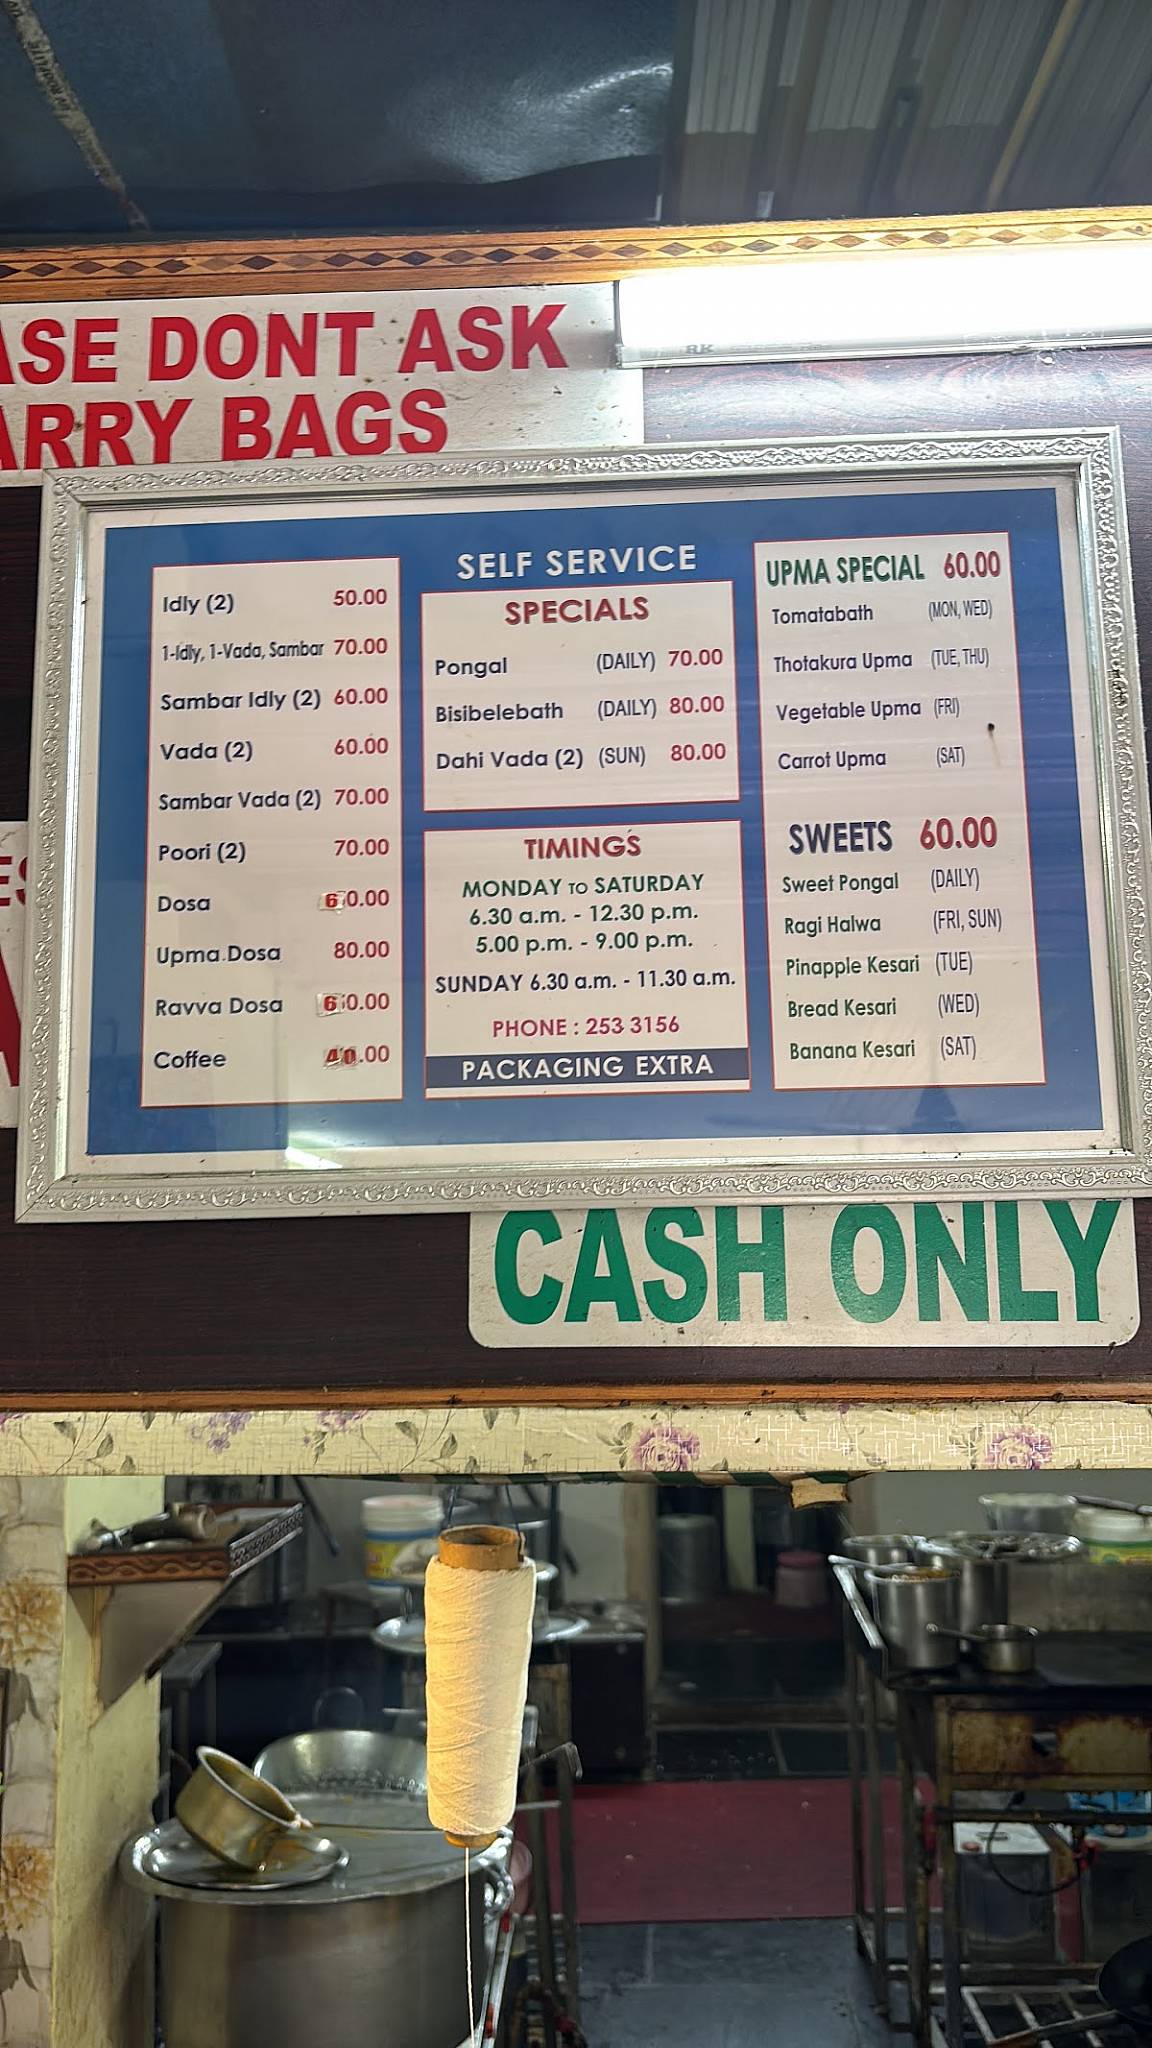 ASE DONT ASK
ARRY BAGS
SELF SERVICE
Idly (2) 50.00
1-Idly, 1-Vada, Sambar 70.00
Sambar Idly (2) 60.00
Vada (2) 60.00
Sambar Vada (2) 70.00
Poori (2) 70.00
Dosa 60.00
Upma Dosa 80.00
Ravva Dosa 60.00
Coffee 40.00
SPECIALS
Pongal (DAILY) 70.00
Bisibelebath (DAILY) 80.00
Dahi Vada (2) (SUN) 80.00
TIMINGS
MONDAY TO SATURDAY
6.30 a.m. - 12.30 p.m.
5.00 p.m. - 9.00 p.m.
SUNDAY 6.30 a.m. - 11.30 a.m.
PHONE : 253 3156
PACKAGING EXTRA
UPMA SPECIAL 60.00
Tomatabath (MON, WED)
Thotakura Upma (TUE, THU)
Vegetable Upma (FRI)
Carrot Upma (SAT)
SWEETS 60.00
Sweet Pongal (DAILY)
Ragi Halwa (FRI, SUN)
Pinapple Kesari (TUE)
Bread Kesari (WED)
Banana Kesari (SAT)
CASH ONLY